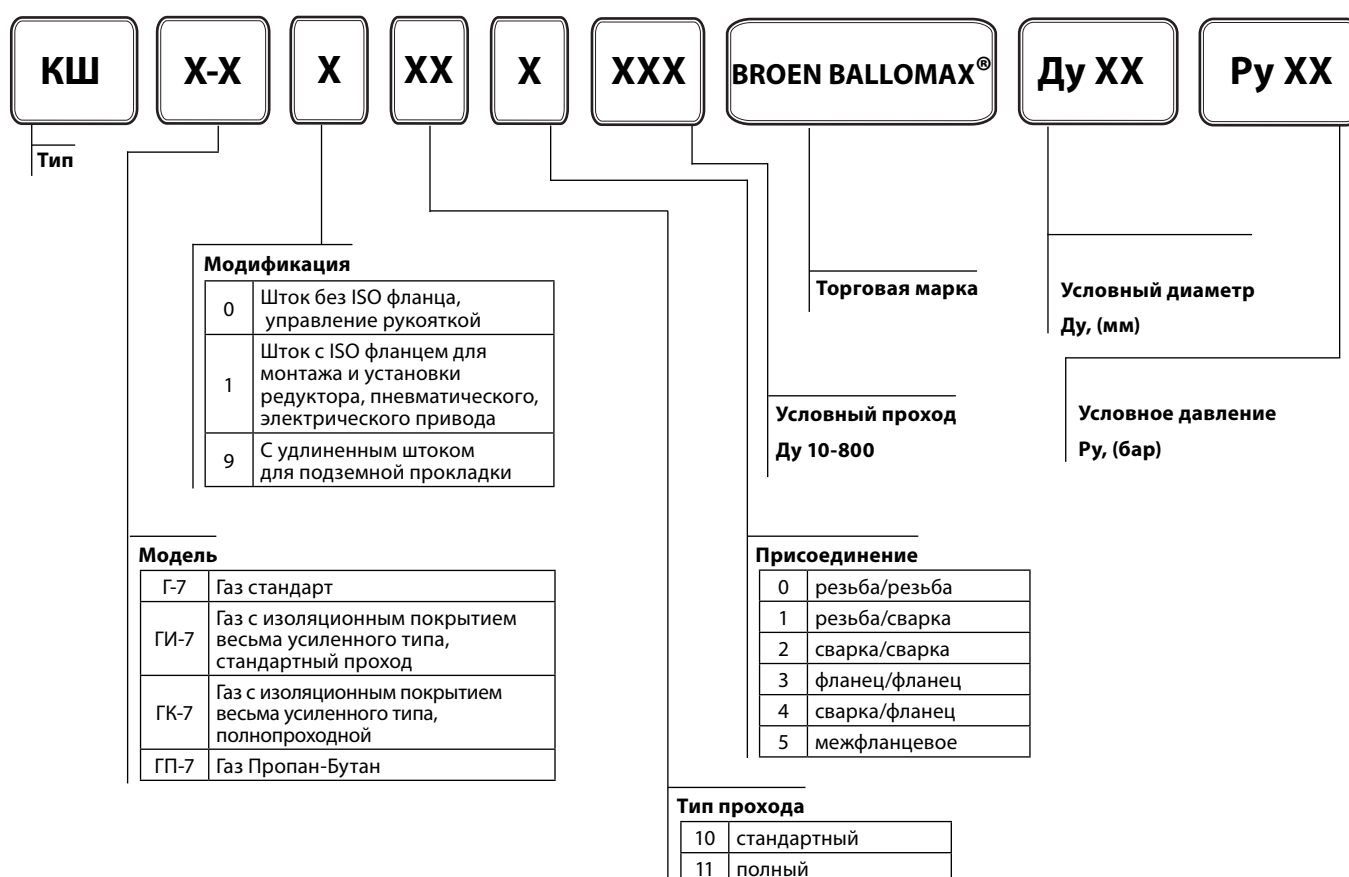 КШ
X-X
X
XX
X
XXX
BROEN BALLOMAX®
Ду XX
Ру XX
Тип
Модификация
0 Шток без ISO фланца,
управление рукояткой
1 Шток с ISO фланцем для
монтажа и установки
редуктора, пневматического,
электрического привода
9 С удлиненным штоком
для подземной прокладки
Торговая марка
Условный диаметр
Ду, (мм)
Условный проход
Ду 10-800
Условное давление
Ру, (бар)
Модель
Г-7 Газ стандарт
ГИ-7 Газ с изоляционным покрытием
весьма усиленного типа,
стандартный проход
ГК-7 Газ с изоляционным покрытием
весьма усиленного типа,
полнопроходной
ГП-7 Газ Пропан-Бутан
Присоединение
0 резьба/резьба
1 резьба/сварка
2 сварка/сварка
3 фланец/фланец
4 сварка/фланец
5 межфланцевое
Тип прохода
10 стандартный
11 полный